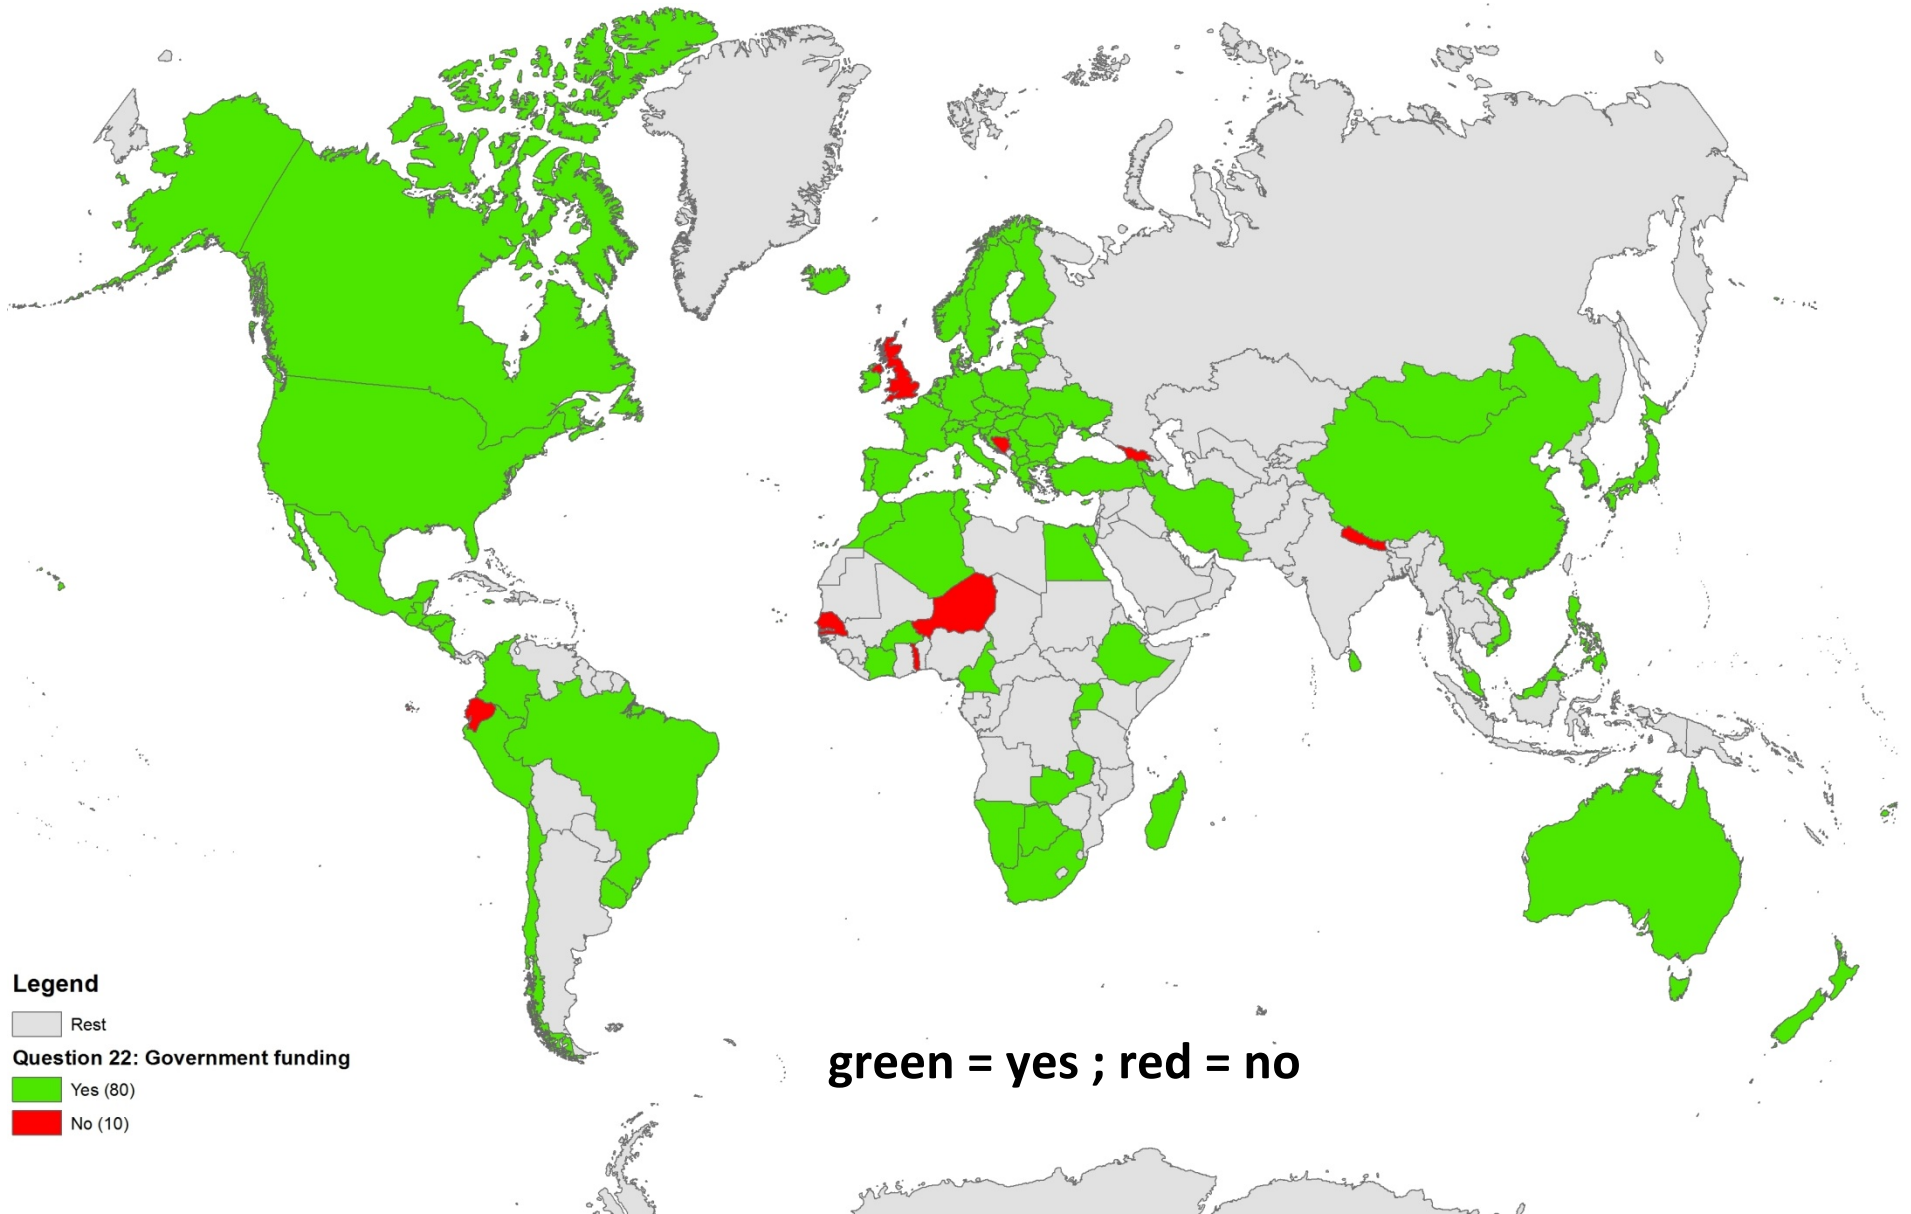 Legend
Rest
Question 22: Government funding
Yes (80)
No (10)
green = yes ; red = no